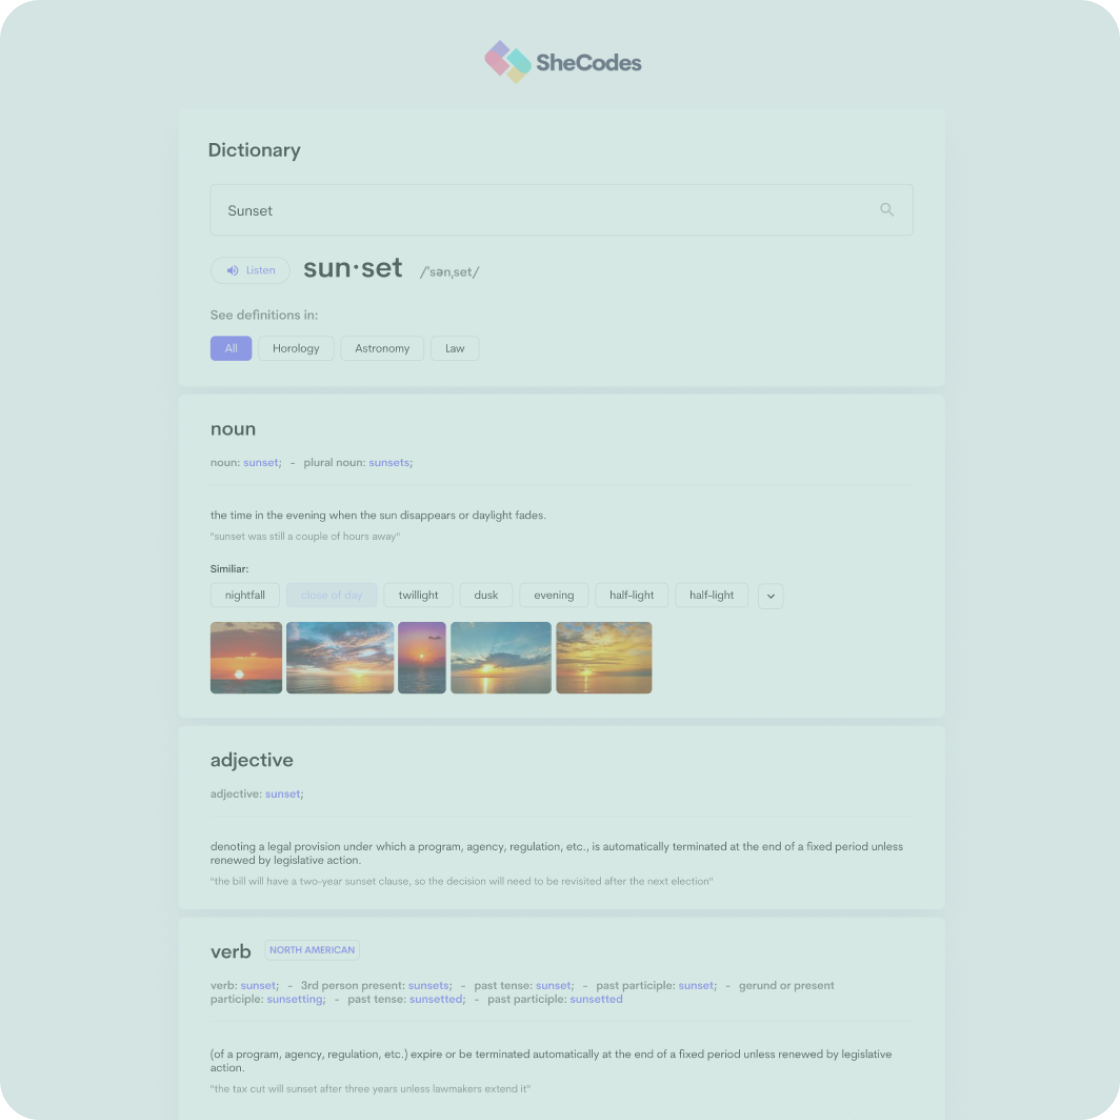 SheCodes
Dictionary
Sunset
Listen
sun·set
/ˈsənˌset/
See definitions in:
All
Horology
Astronomy
Law
noun
noun: sunset; - plural noun: sunsets;
the time in the evening when the sun disappears or daylight fades.
"sunset was still a couple of hours away"
Similiar:
nightfall
close of day
twillight
dusk
evening
half-light
half-light
adjective
adjective: sunset;
denoting a legal provision under which a program, agency, regulation, etc., is automatically terminated at the end of a fixed period unless
renewed by legislative action.
"the bill will have a two-year sunset clause, so the decision will need to be revisited after the next election"
verb
NORTH AMERICAN
verb: sunset; - 3rd person present: sunsets; - past tense: sunset; - past participle: sunset; - gerund or present
participle: sunsetting; - past tense: sunsetted; - past participle: sunsetted
(of a program, agency, regulation, etc.) expire or be terminated automatically at the end of a fixed period unless renewed by legislative
action.
"the tax cut will sunset after three years unless lawmakers extend it"